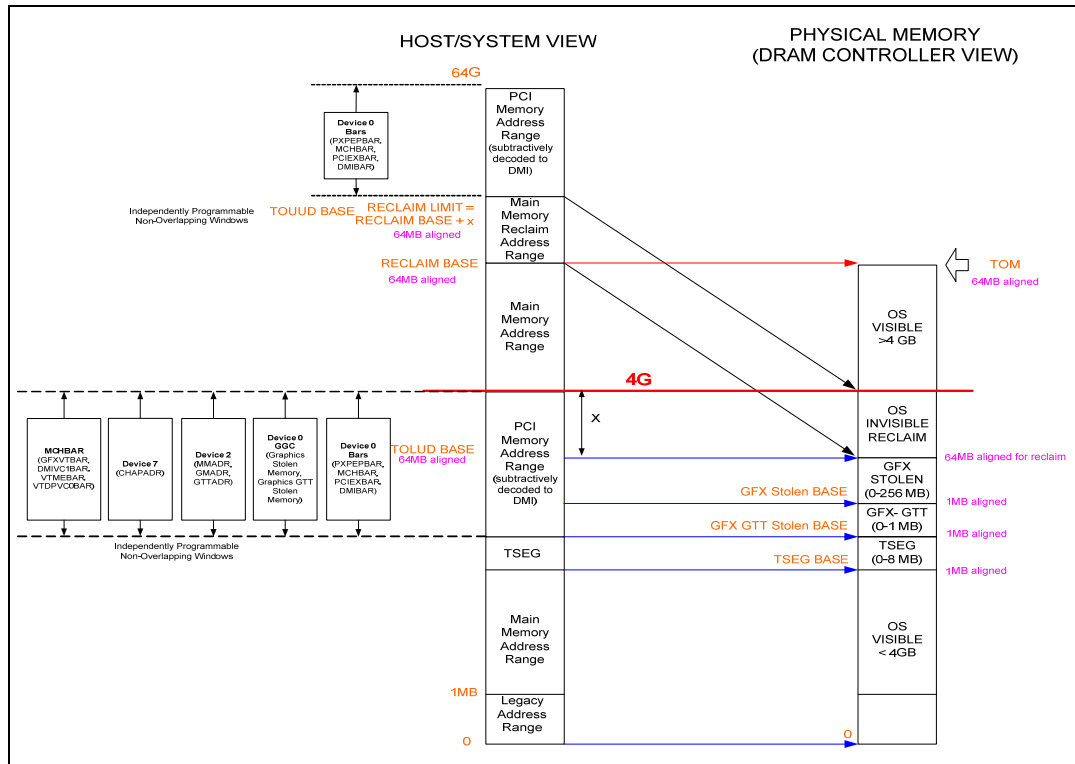 HOST/SYSTEM VIEW
PHYSICAL MEMORY
(DRAM CONTROLLER VIEW)
64G
Device 0
Bars
(PXPEPBAR,
MCHBAR,
PCIEXBAR,
DMIBAR)
PCI
Memory
Address
Range
(subtractively
decoded to
DMI)
Independently Programmable
Non-Overlapping Windows
TOUUD BASE
RECLAIM LIMIT =
RECLAIM BASE + x
64MB aligned
Main
Memory
Reclaim
Address
Range
RECLAIM BASE
64MB aligned
TOM
64MB aligned
Main
Memory
Address
Range
OS
VISIBLE
>4 GB
4G
MCHBAR
(GFXVTBAR,
DMIVC1BAR,
VTMEBAR,
VTDPVC0BAR)
Device 7
(CHAPADR)
Device 2
(MMADR,
GMADR,
GTTADR)
Device 0
GGC
(Graphics
Stolen
Memory,
Graphics GTT
Stolen
Memory)
Device 0
Bars
(PXPEPBAR,
MCHBAR,
PCIEXBAR,
DMIBAR)
TOLUD BASE
64MB aligned
PCI
Memory
Address
Range
(subtractively
decoded to
DMI)
X
OS
INVISIBLE
RECLAIM
64MB aligned for reclaim
GFX
STOLEN
(0-256 MB)
GFX Stolen BASE
1MB aligned
GFX- GTT
(0-1 MB)
GFX GTT Stolen BASE
1MB aligned
Independently Programmable
Non-Overlapping Windows
TSEG
TSEG
(0-8 MB)
TSEG BASE
1MB aligned
Main
Memory
Address
Range
OS
VISIBLE
< 4GB
1MB
Legacy
Address
Range
0
0